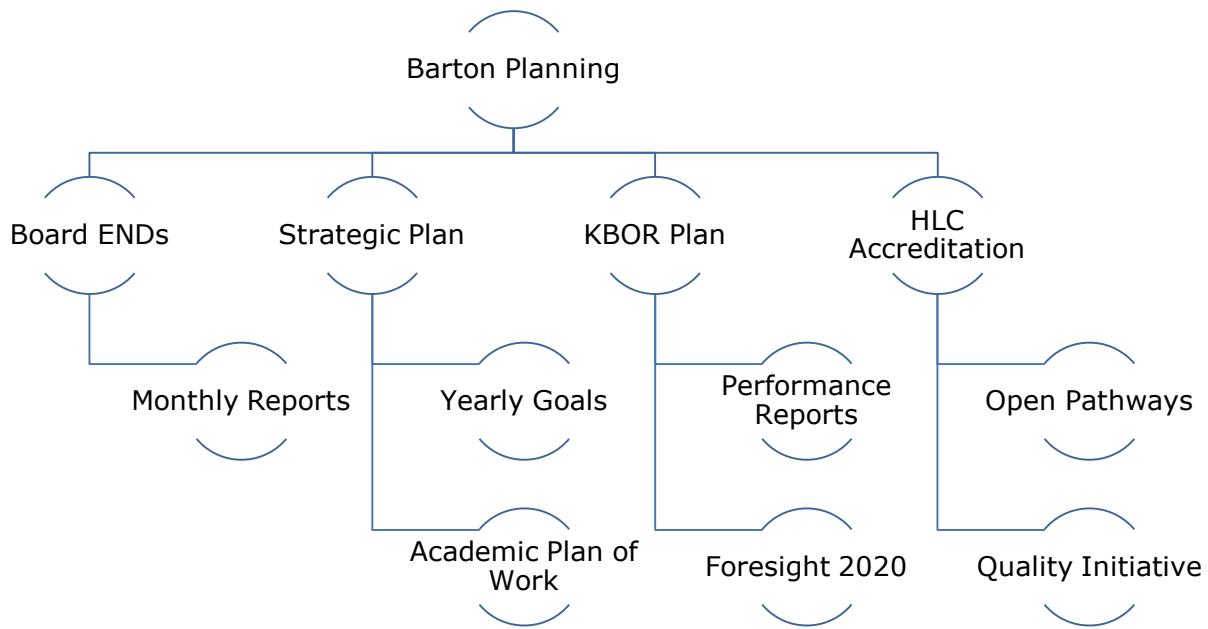 Barton Planning
Board ENDs
Strategic Plan
KBOR Plan
HLC
Accreditation
Monthly Reports
Yearly Goals
Performance
Reports
Open Pathways
Academic Plan of
Work
Foresight 2020
Quality Initiative